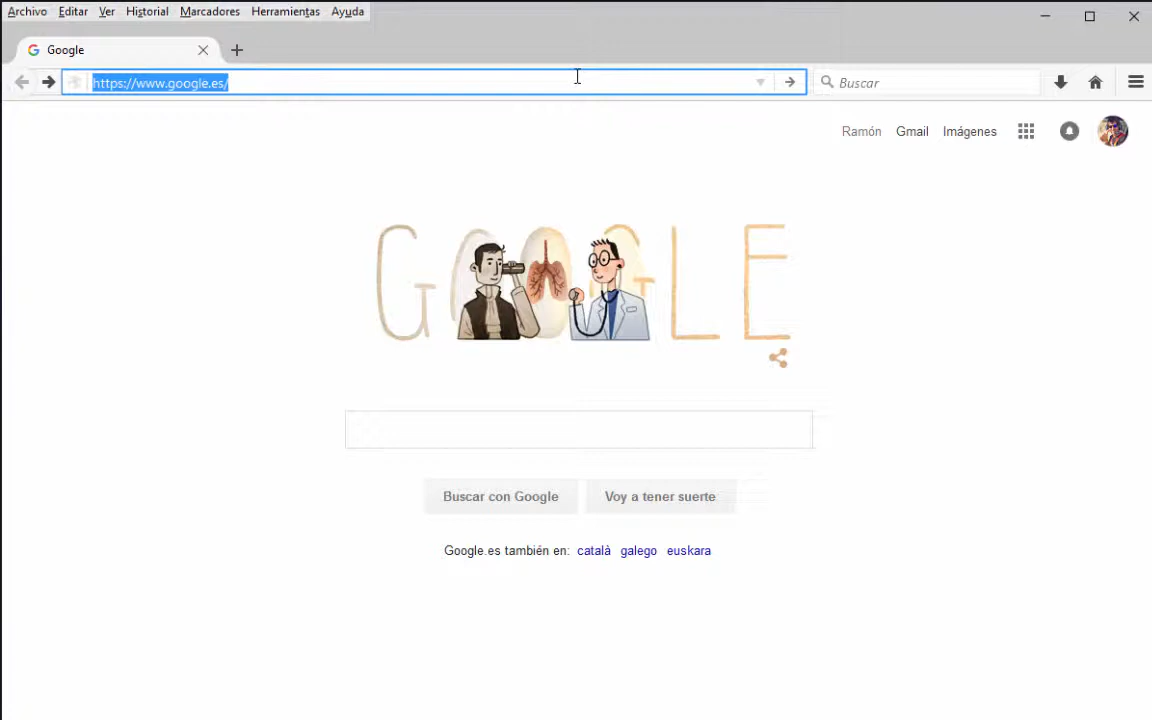 Archivo Editar Ver Historial Marcadores Herramientas Ayuda
Google
https://www.google.es/
Buscar
Ramón Gmail Imágenes
GOOGLE
Buscar con Google Voy a tener suerte
Google.es también en: català galego euskara